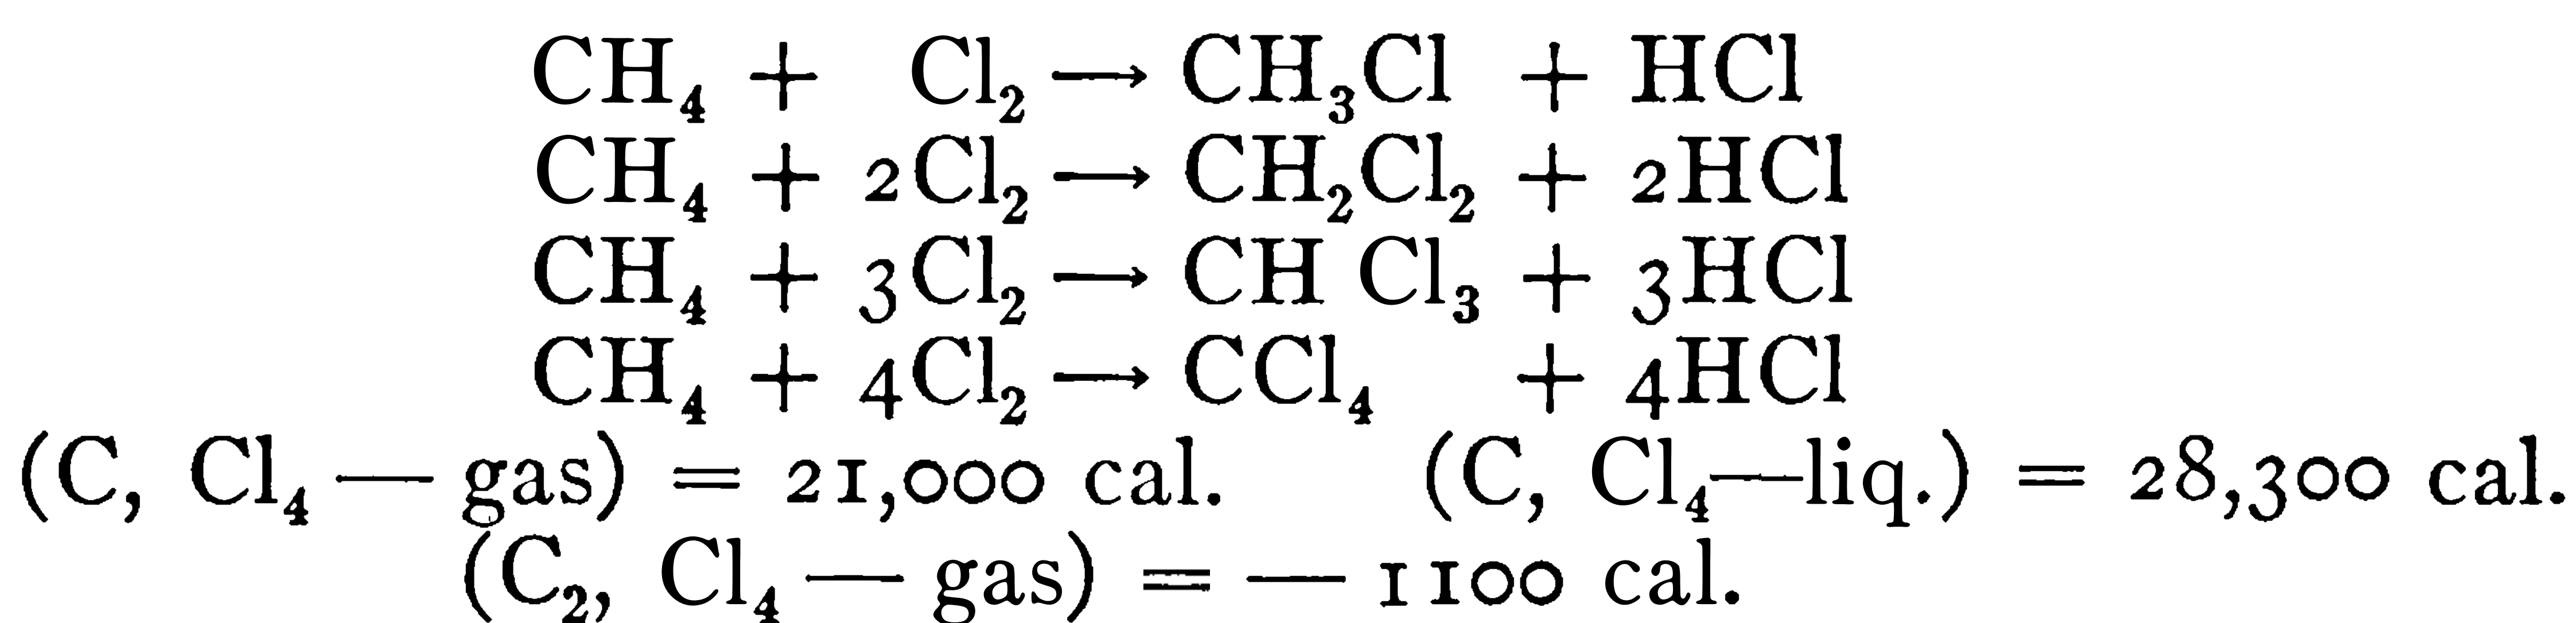 CH₄ + Cl₂ → CH₃Cl + HCl
CH₄ + 2Cl₂ → CH₂Cl₂ + 2HCl
CH₄ + 3Cl₂ → CH Cl₃ + 3HCl
CH₄ + 4Cl₂ → CCl₄ + 4HCl
(C, Cl₄ — gas) = 21,000 cal. (C, Cl₄—liq.) = 28,300 cal.
(C₂, Cl₄ — gas) = — 1100 cal.